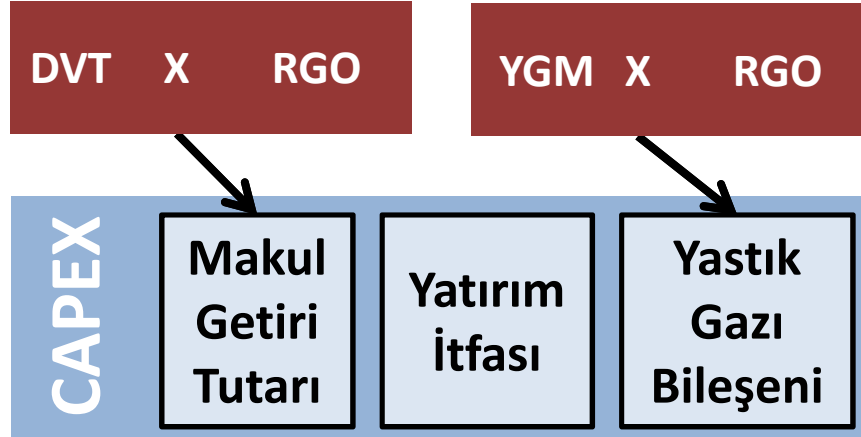 DVT X RGO
YGM X RGO
CAPEX
Makul
Getiri
Tutarı
Yatırım
İtfası
Yastık
Gazı
Bileşeni